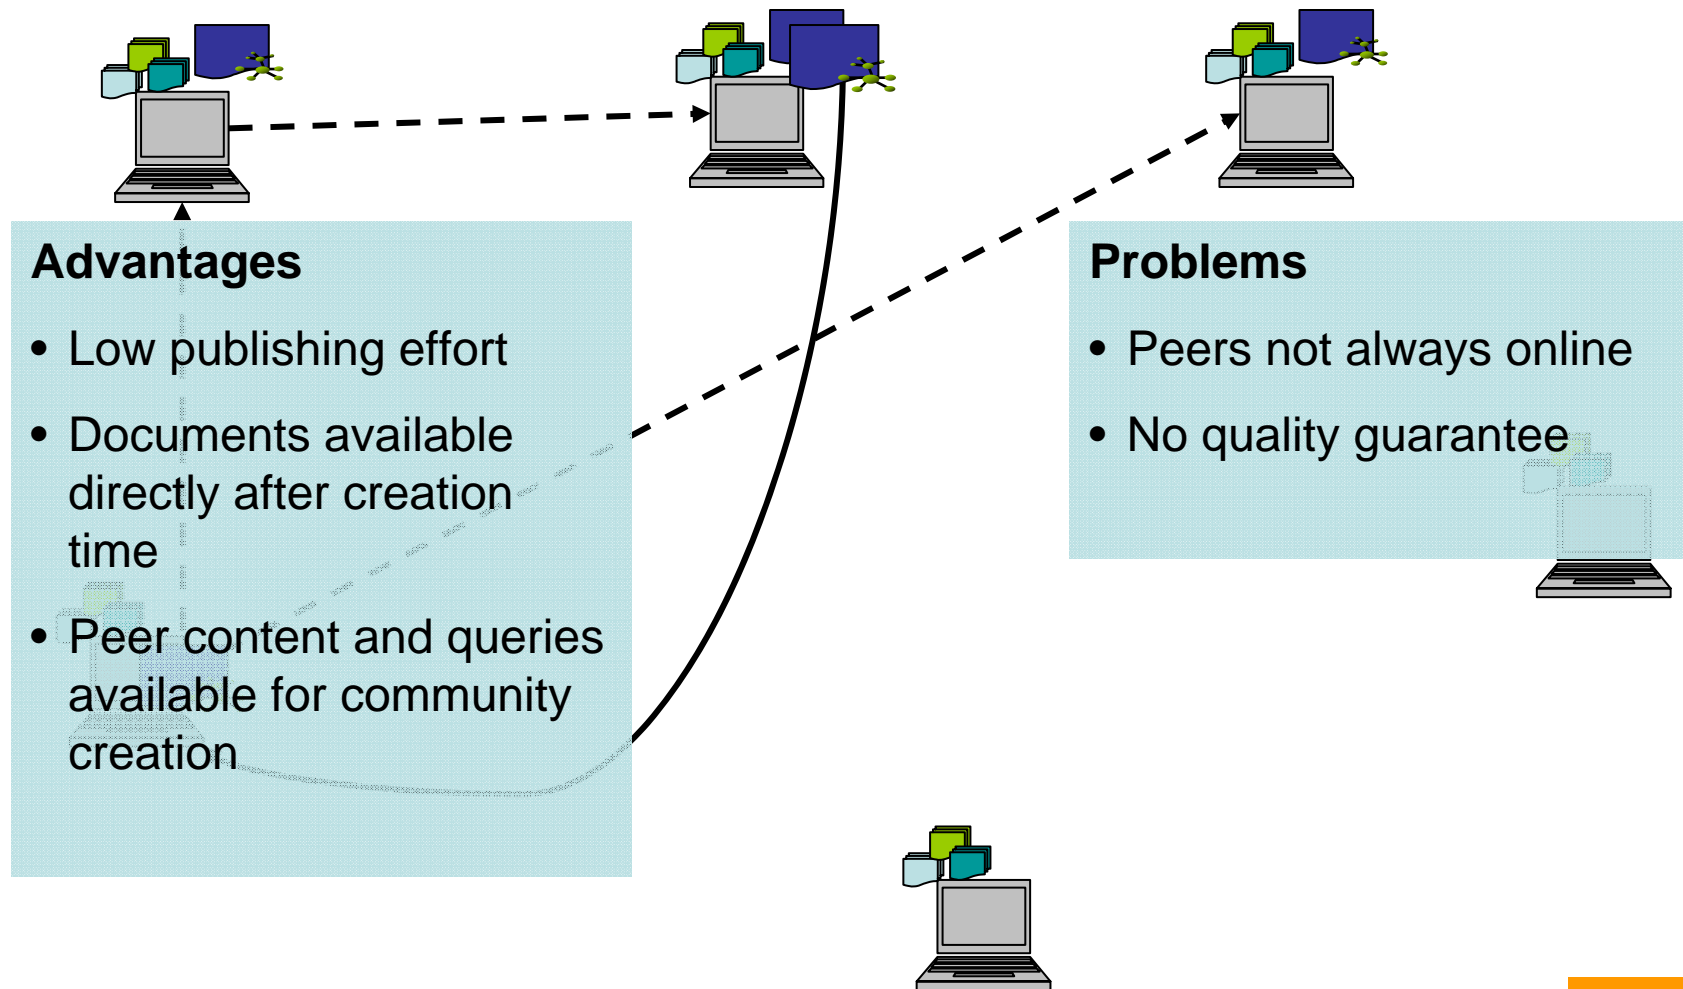 Advantages
• Low publishing effort
• Documents available
directly after creation
time
• Peer content and queries
available for community
creation
Problems
• Peers not always online
• No quality guarantee